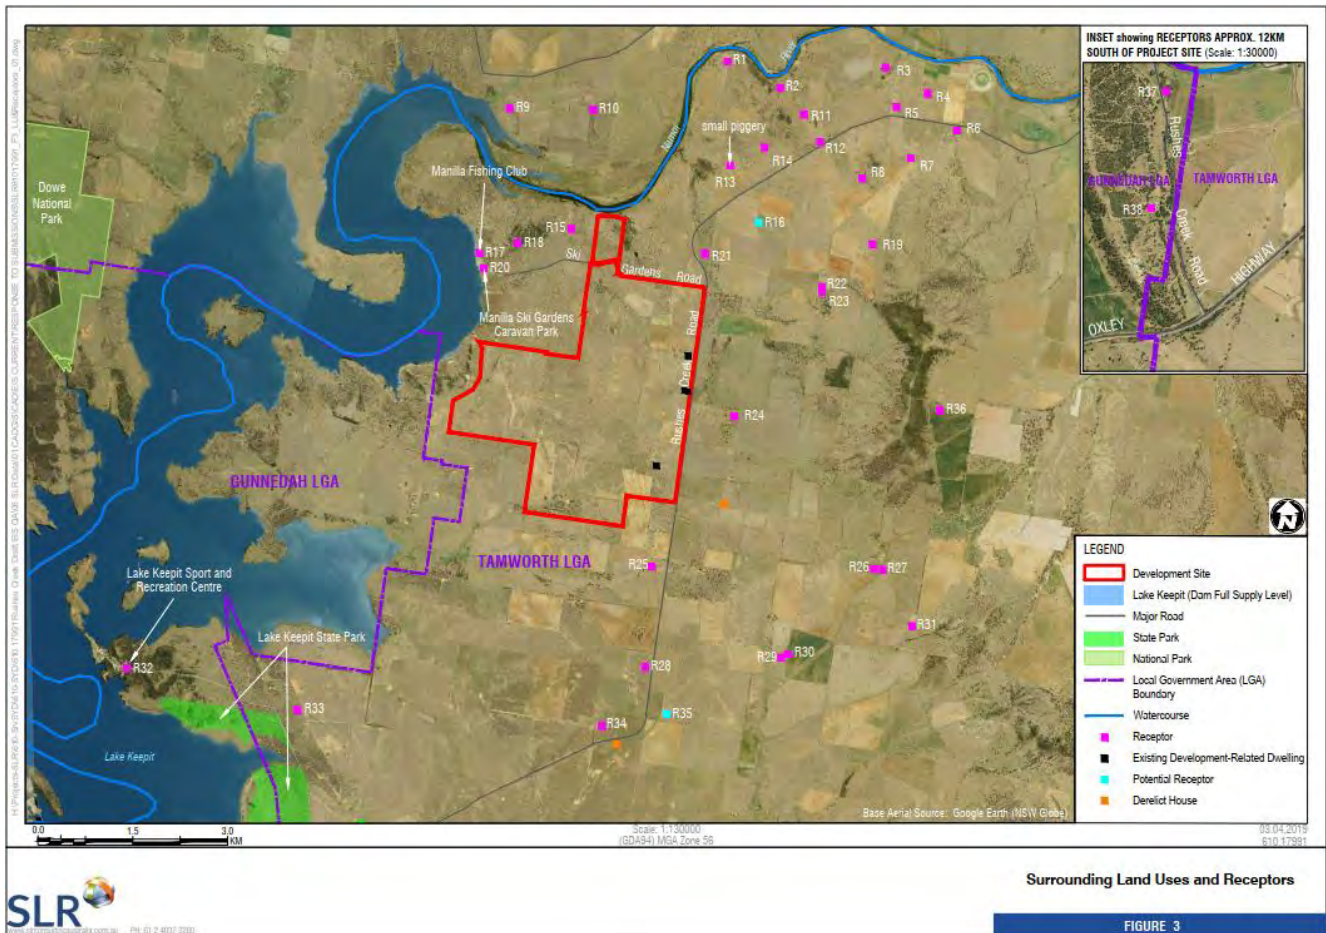 INSET showing RECEPTORS APPROX. 12KM
SOUTH OF PROJECT SITE (Scale: 1:30000)
R37
Rushes
GUNNEDAH LGA
TAMWORTH LGA
R38
Creek
Road
OXLEY
HIGHWAY
R1
River
R2
R3
R4
R5
R6
R7
R8
R9
R10
R11
R12
small piggery
R14
R13
Namoi
Manilla Fishing Club
Dowe
National
Park
R15
R16
R17
R18
R19
R20
R21
Ski
Gardens
Road
R22
R23
Manilla Ski Gardens
Caravan Park
Road
Creek
Rushes
R24
R36
GUNNEDAH LGA
TAMWORTH LGA
R25
R26
R27
Lake Keepit Sport and
Recreation Centre
Lake Keepit State Park
R31
R32
R28
R29
R30
R33
R34
R35
Lake Keepit
LEGEND
Development Site
Lake Keepit (Dam Full Supply Level)
Major Road
State Park
National Park
Local Government Area (LGA)
Boundary
Watercourse
Receptor
Existing Development-Related Dwelling
Potential Receptor
Derelict House
N
Base Aerial Source: Google Earth (NSW Globe)
0.0
1.5
3.0
KM
Scale: 1:130000
(GDA94) MGA Zone 56
03.04.2019
610.17991
Surrounding Land Uses and Receptors
SLR
PH: 61 2 4037 3200
FIGURE 3